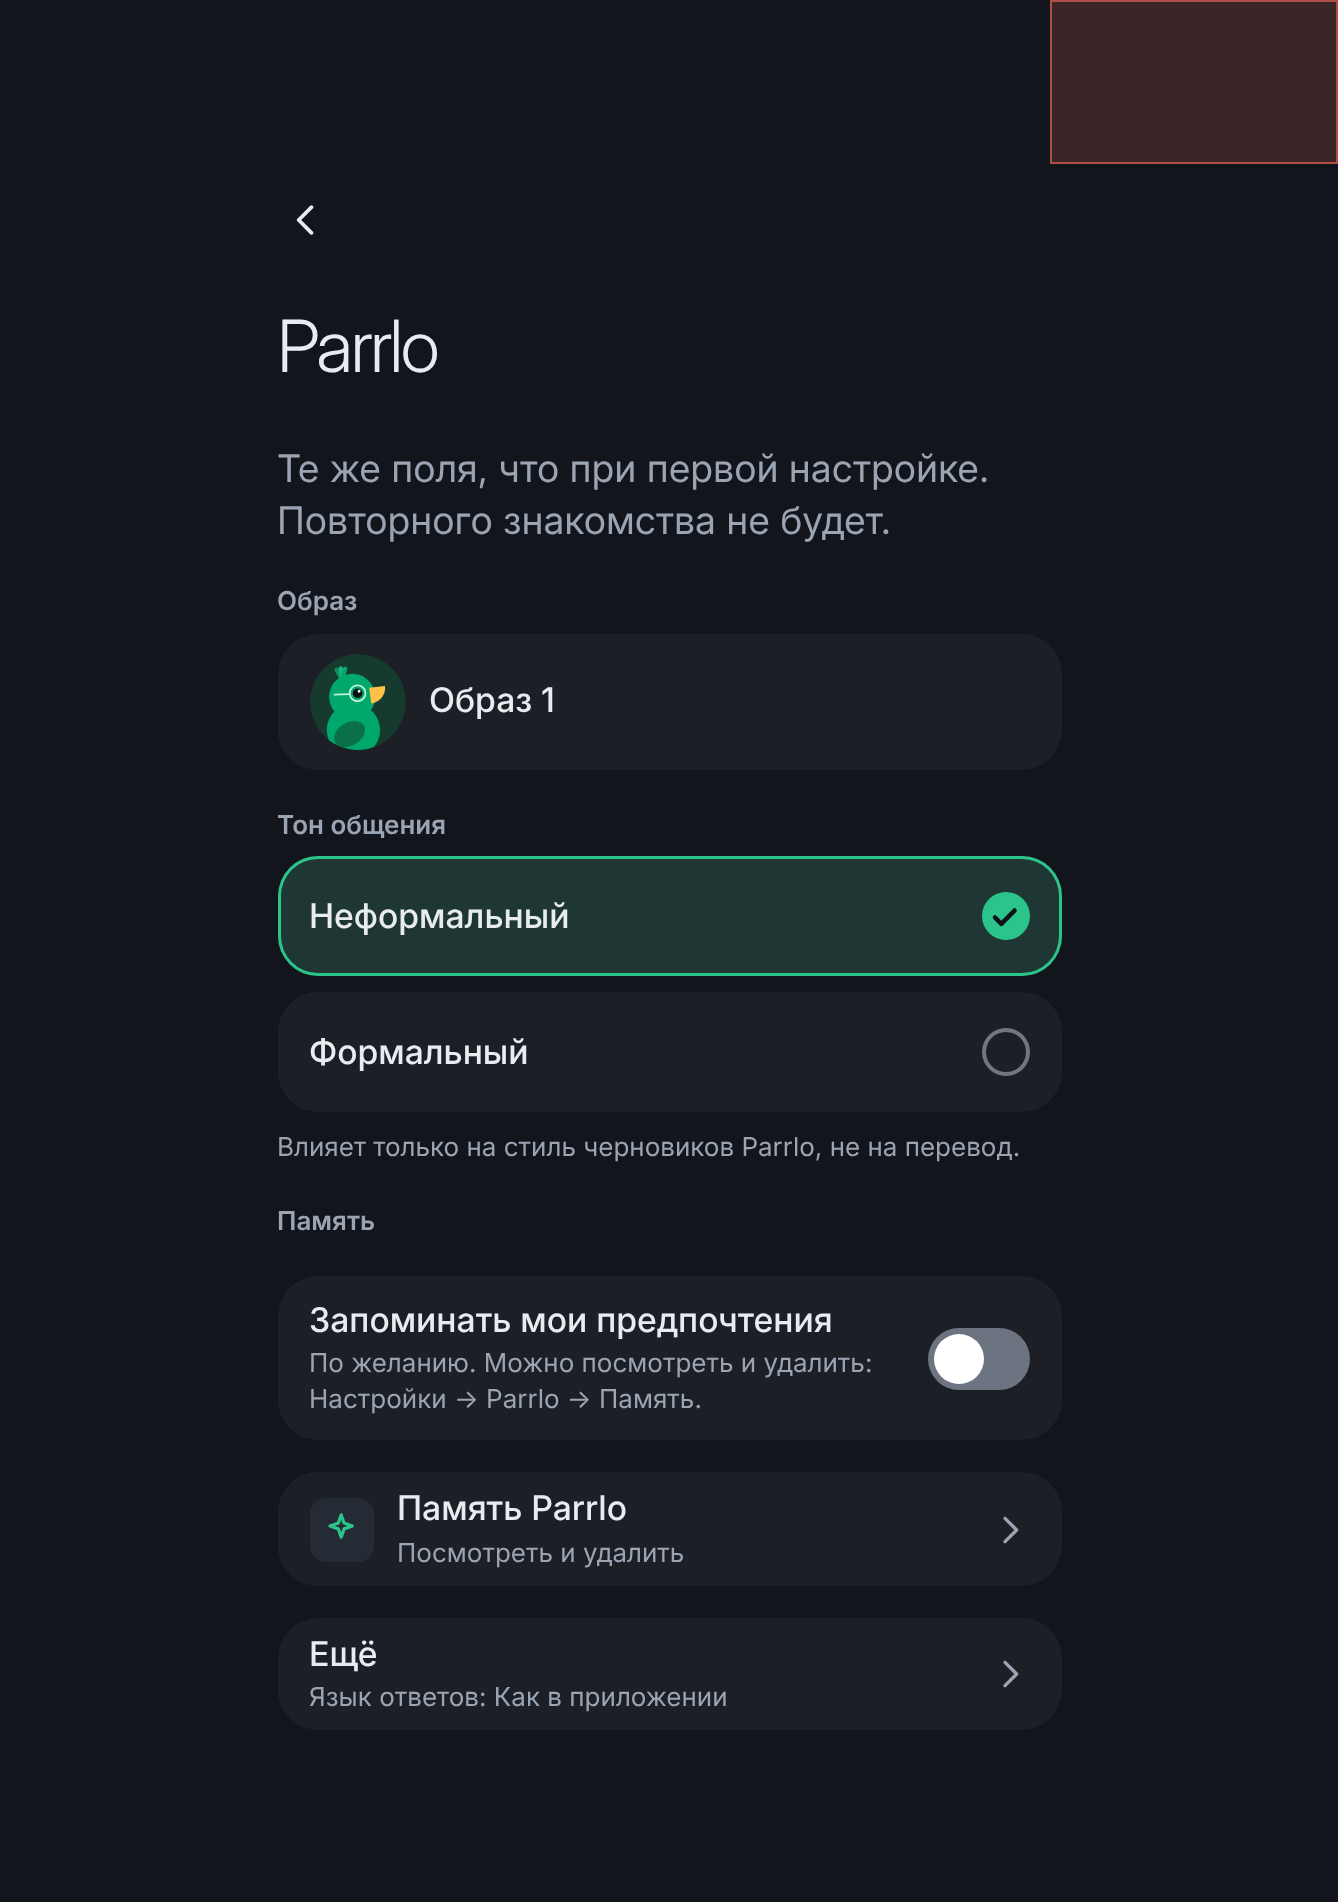 Parrlo
Те же поля, что при первой настройке.
Повторного знакомства не будет.
Образ
Образ 1
Тон общения
Неформальный
Формальный
Влияет только на стиль черновиков Parrlo, не на перевод.
Память
Запоминать мои предпочтения
По желанию. Можно посмотреть и удалить:
Настройки → Parrlo → Память.
Память Parrlo
Посмотреть и удалить
Ещё
Язык ответов: Как в приложении